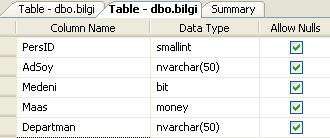 Table - dbo.bilgi Table - dbo.bilgi Summary
Column Name Data Type Allow Nulls
PersID smallint
AdSoy nvarchar(50)
Medeni bit
Maas money
Departman nvarchar(50)